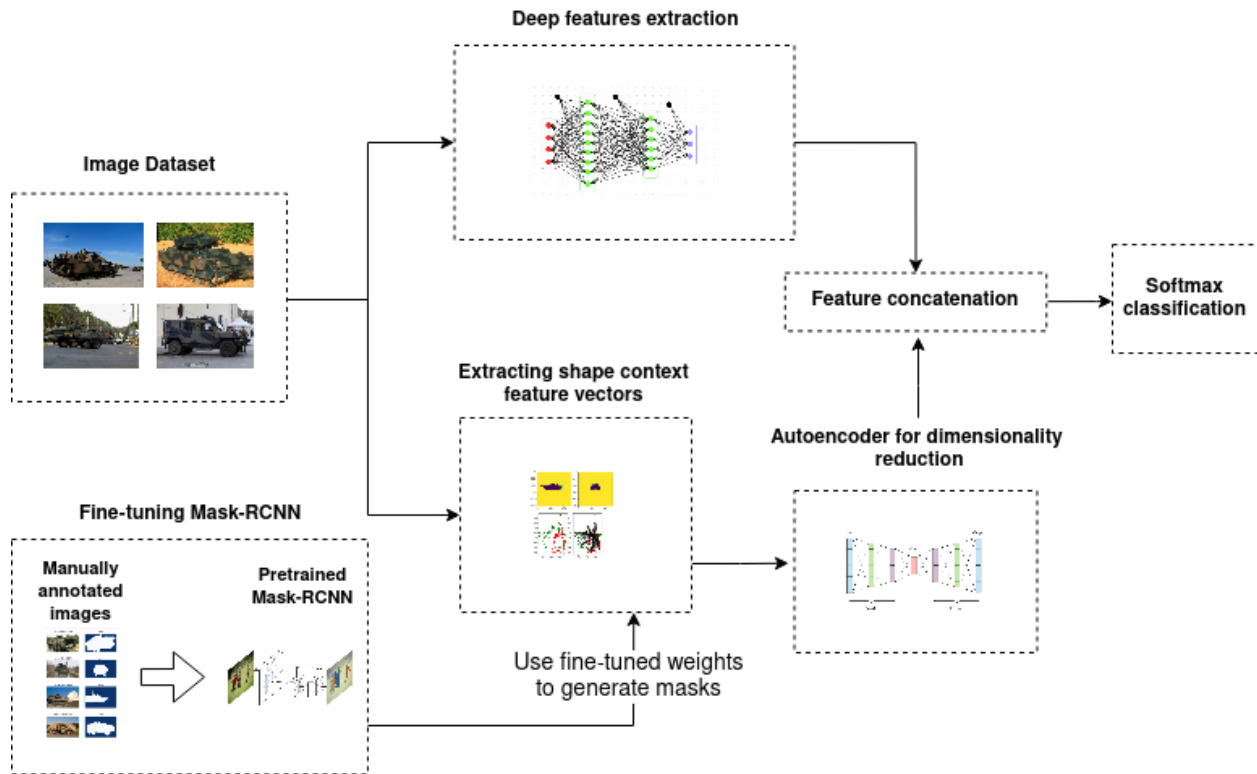 Deep features extraction
Image Dataset
Feature concatenation
Softmax
classification
Extracting shape context
feature vectors
Autoencoder for dimensionality
reduction
Fine-tuning Mask-RCNN
Manually
annotated
images
Pretrained
Mask-RCNN
Use fine-tuned weights
to generate masks